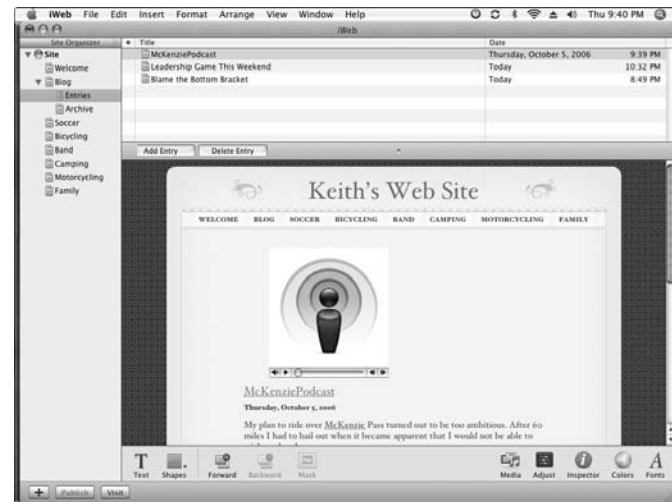 iWeb File Edit Insert Format Arrange View Window Help Thu 9:40 PM
iWeb
Site Organizer Title Date
Site
Welcome
Blog
Entries
Archive
Soccer
Bicycling
Band
Camping
Motorcycling
Family
McKenziePodcast Thursday, October 5, 2006 9:39 PM
Leadership Game This Weekend Today 10:32 PM
Blame the Bottom Bracket Today 8:49 PM
Add Entry Delete Entry
Keith's Web Site
WELCOME BLOG SOCCER BICYCLING BAND CAMPING MOTORCYCLING FAMILY
McKenziePodcast
Thursday, October 5, 2006
My plan to ride over McKenzie Pass turned out to be too ambitious. After 60
miles I had to bail out when it became apparent that I would not be able to
Text Shapes Forward Backward Mask Media Adjust Inspector Colors Fonts
Publish Visit